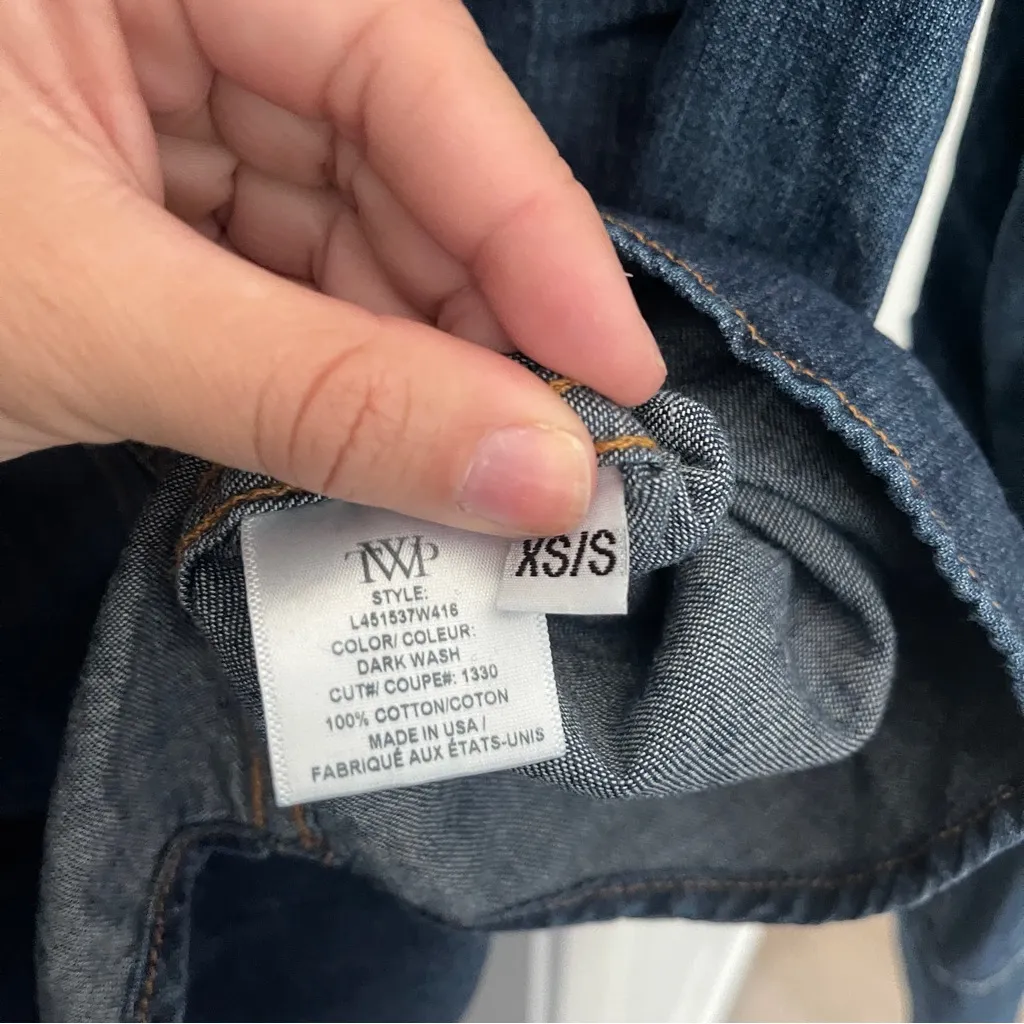 TWP
STYLE:
L451537W416
COLOR/ COULEUR:
DARK WASH
CUT#/ COUPE#: 1330
100% COTTON/COTON
MADE IN USA /
FABRIQUÉ AUX ÉTATS-UNIS
XS/S